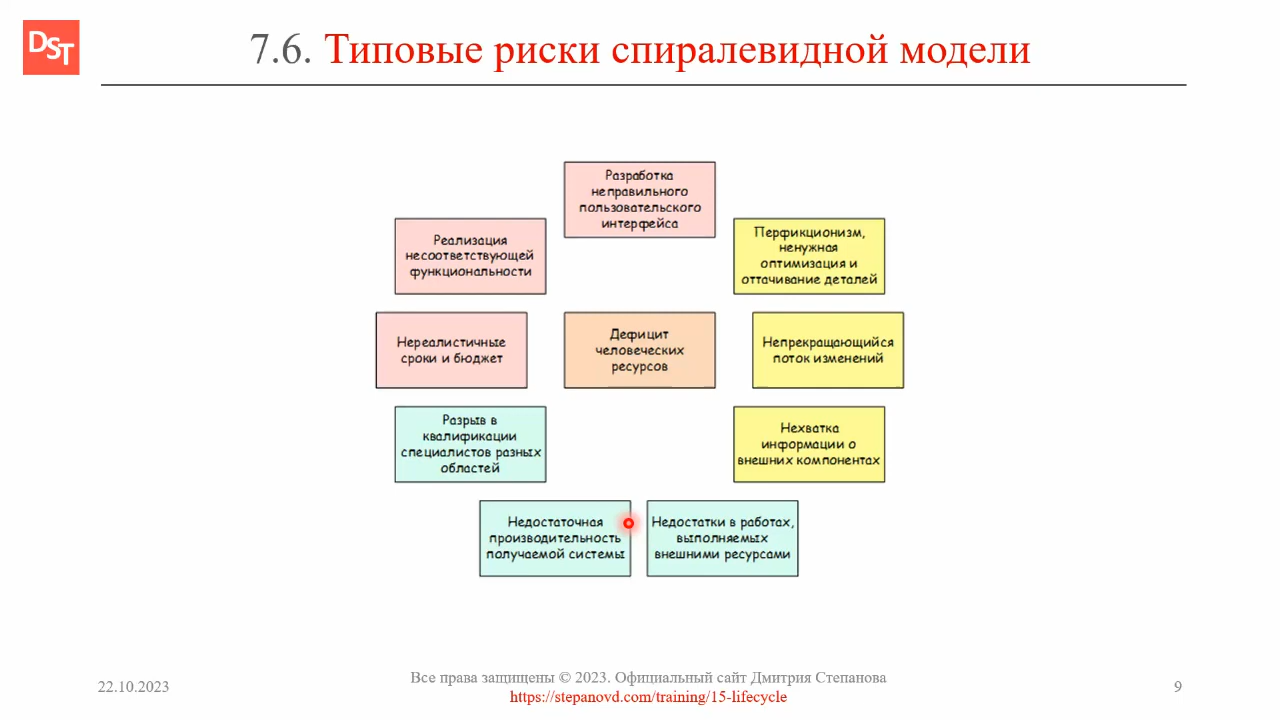 DST
7.6. Типовые риски спиралевидной модели
Разработка
неправильного
пользовательского
интерфейса
Реализация
несоответствующей
функциональности
Перфикционизм,
ненужная
оптимизация и
оттачивание деталей
Нереалистичные
сроки и бюджет
Дефицит
человеческих
ресурсов
Непрекращающийся
поток изменений
Разрыв в
квалификации
специалистов разных
областей
Нехватка
информации о
внешних компонентах
Недостаточная
производительность
получаемой системы
Недостатки в работах,
выполняемых
внешними ресурсами
22.10.2023
Все права защищены © 2023. Официальный сайт Дмитрия Степанова
https://stepanovd.com/training/15-lifecycle
9